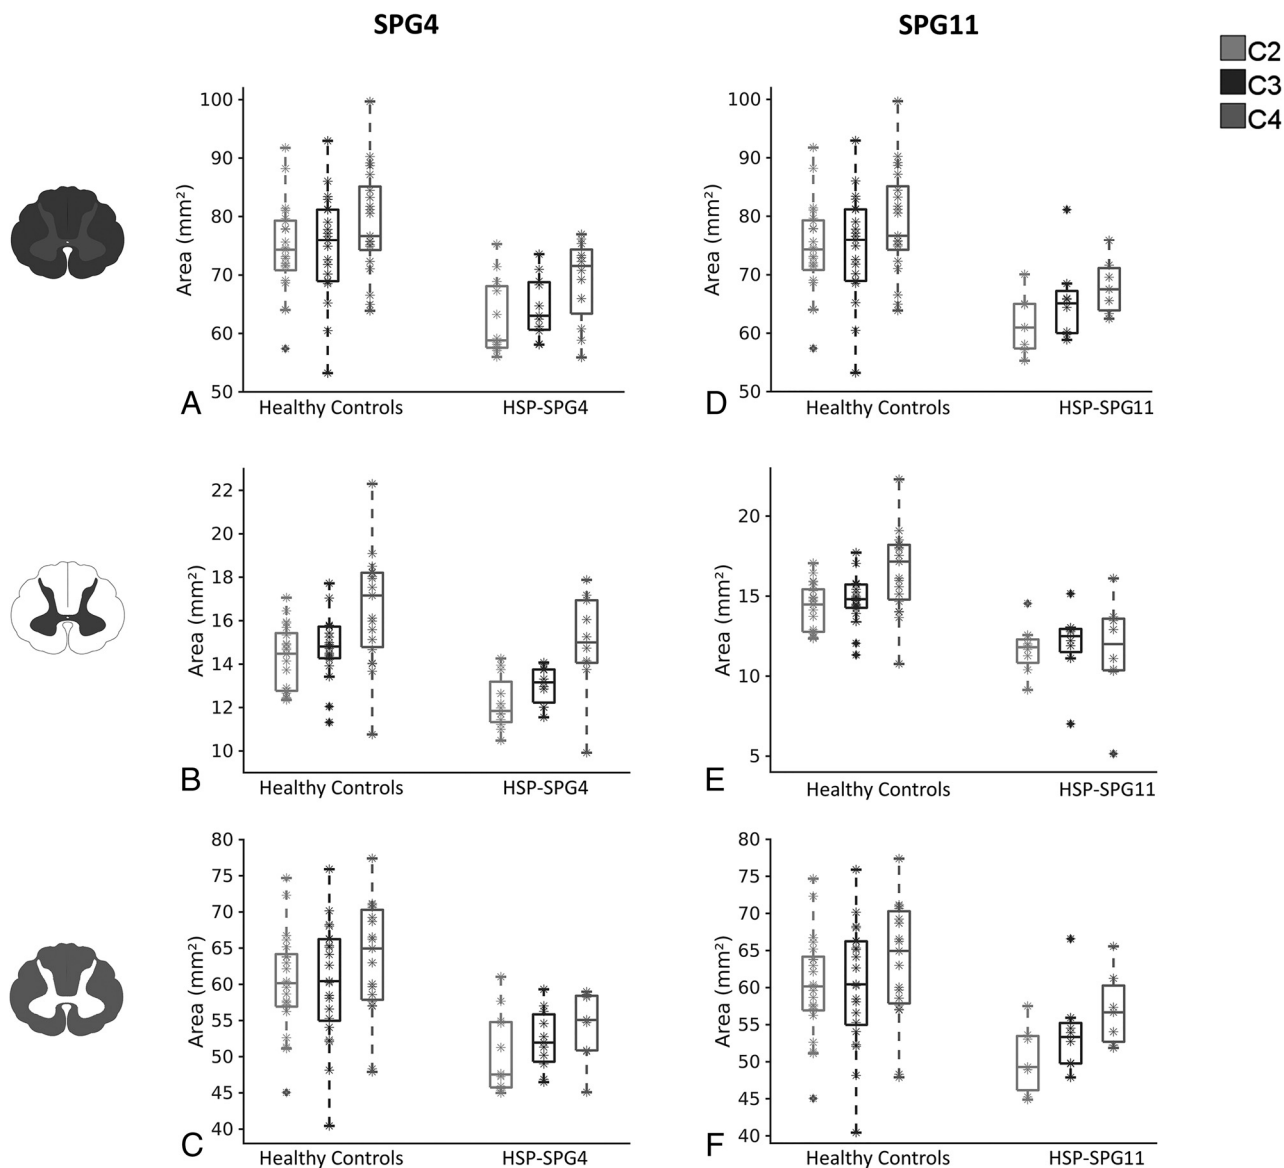 SPG4
SPG11
C2
C3
C4
100
90
80
70
60
50
Area (mm²)
A
Healthy Controls
HSP-SPG4
100
90
80
70
60
50
Area (mm²)
D
Healthy Controls
HSP-SPG11
22
20
18
16
14
12
10
Area (mm²)
B
Healthy Controls
HSP-SPG4
20
15
10
5
Area (mm²)
E
Healthy Controls
HSP-SPG11
80
75
70
65
60
55
50
45
40
Area (mm²)
C
Healthy Controls
HSP-SPG4
80
75
70
65
60
55
50
45
40
Area (mm²)
F
Healthy Controls
HSP-SPG11